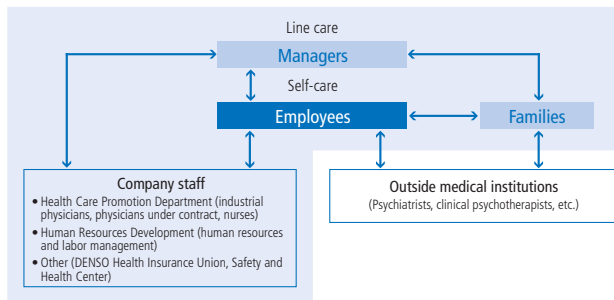 Line care
Managers
Self-care
Employees
Families
Company staff
• Health Care Promotion Department (industrial
physicians, physicians under contract, nurses)
• Human Resources Development (human resources
and labor management)
• Other (DENSO Health Insurance Union, Safety and
Health Center)
Outside medical institutions
(Psychiatrists, clinical psychotherapists, etc.)